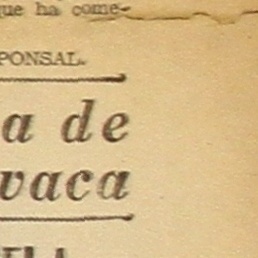 que ha come-
PONSAL.
a de
vaca